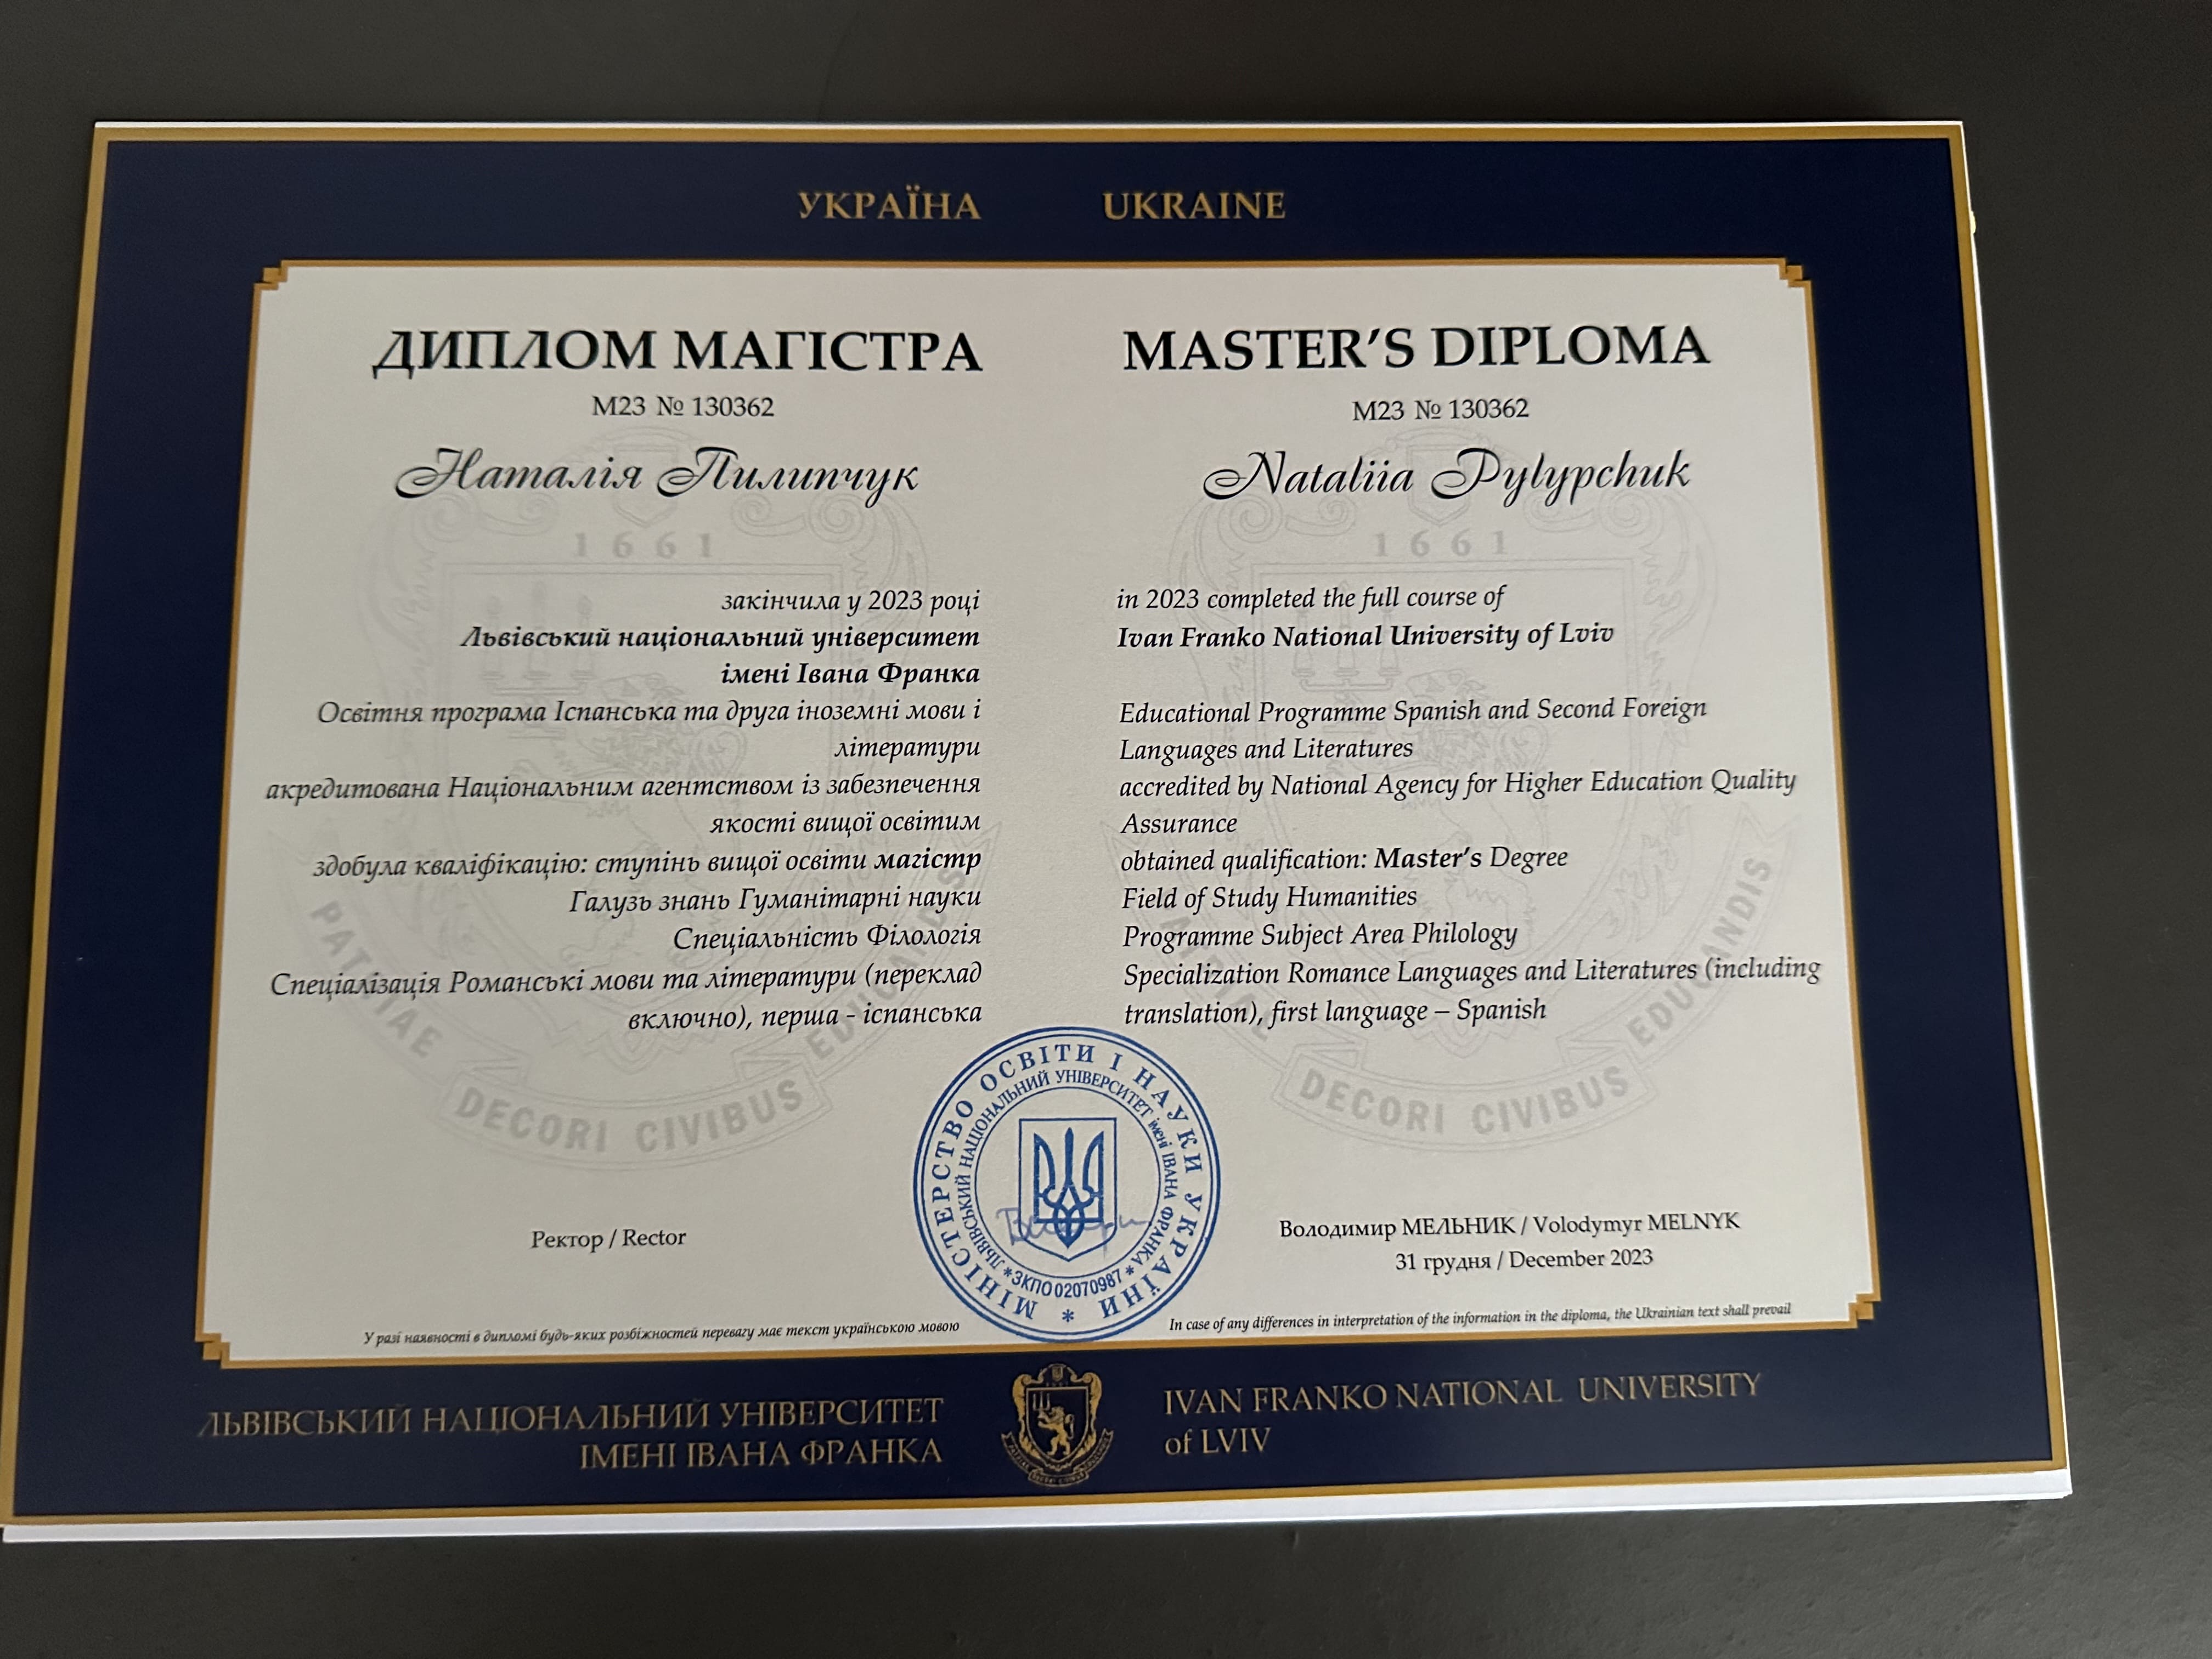 УКРАЇНА
UKRAINE
ДИПЛОМ МАГІСТРА
М23 № 130362
Наталія Пилипчук
1661
закінчила у 2023 році
Львівський національний університет
імені Івана Франка
Освітня програма Іспанська та друга іноземні мови і
літератури
акредитована Національним агентством із забезпечення
якості вищої освітим
здобула кваліфікацію: ступінь вищої освіти магістр
Галузь знань Гуманітарні науки
Спеціальність Філологія
Спеціалізація Романські мови та літератури (переклад
включно), перша - іспанська
PATRIAE DECORI CIVIBUS EDUCANDIS
Ректор / Rector
У разі наявності в дипломі будь-яких розбіжностей перевагу має текст українською мовою
MASTER'S DIPLOMA
М23 № 130362
Nataliia Pylypchuk
1661
in 2023 completed the full course of
Ivan Franko National University of Lviv
Educational Programme Spanish and Second Foreign
Languages and Literatures
accredited by National Agency for Higher Education Quality
Assurance
obtained qualification: Master's Degree
Field of Study Humanities
Programme Subject Area Philology
Specialization Romance Languages and Literatures (including
translation), first language – Spanish
DECORI CIVIBUS EDUCANDIS
Володимир МЕЛЬНИК / Volodymyr MELNYK
31 грудня / December 2023
In case of any differences in interpretation of the information in the diploma, the Ukrainian text shall prevail
МІНІСТЕРСТВО ОСВІТИ І НАУКИ УКРАЇНИ *
ЛЬВІВСЬКИЙ НАЦІОНАЛЬНИЙ УНІВЕРСИТЕТ імені ІВАНА ФРАНКА
* ЗКПО 02070987 *
ЛЬВІВСЬКИЙ НАЦІОНАЛЬНИЙ УНІВЕРСИТЕТ
ІМЕНІ ІВАНА ФРАНКА
IVAN FRANKO NATIONAL UNIVERSITY
of LVIV